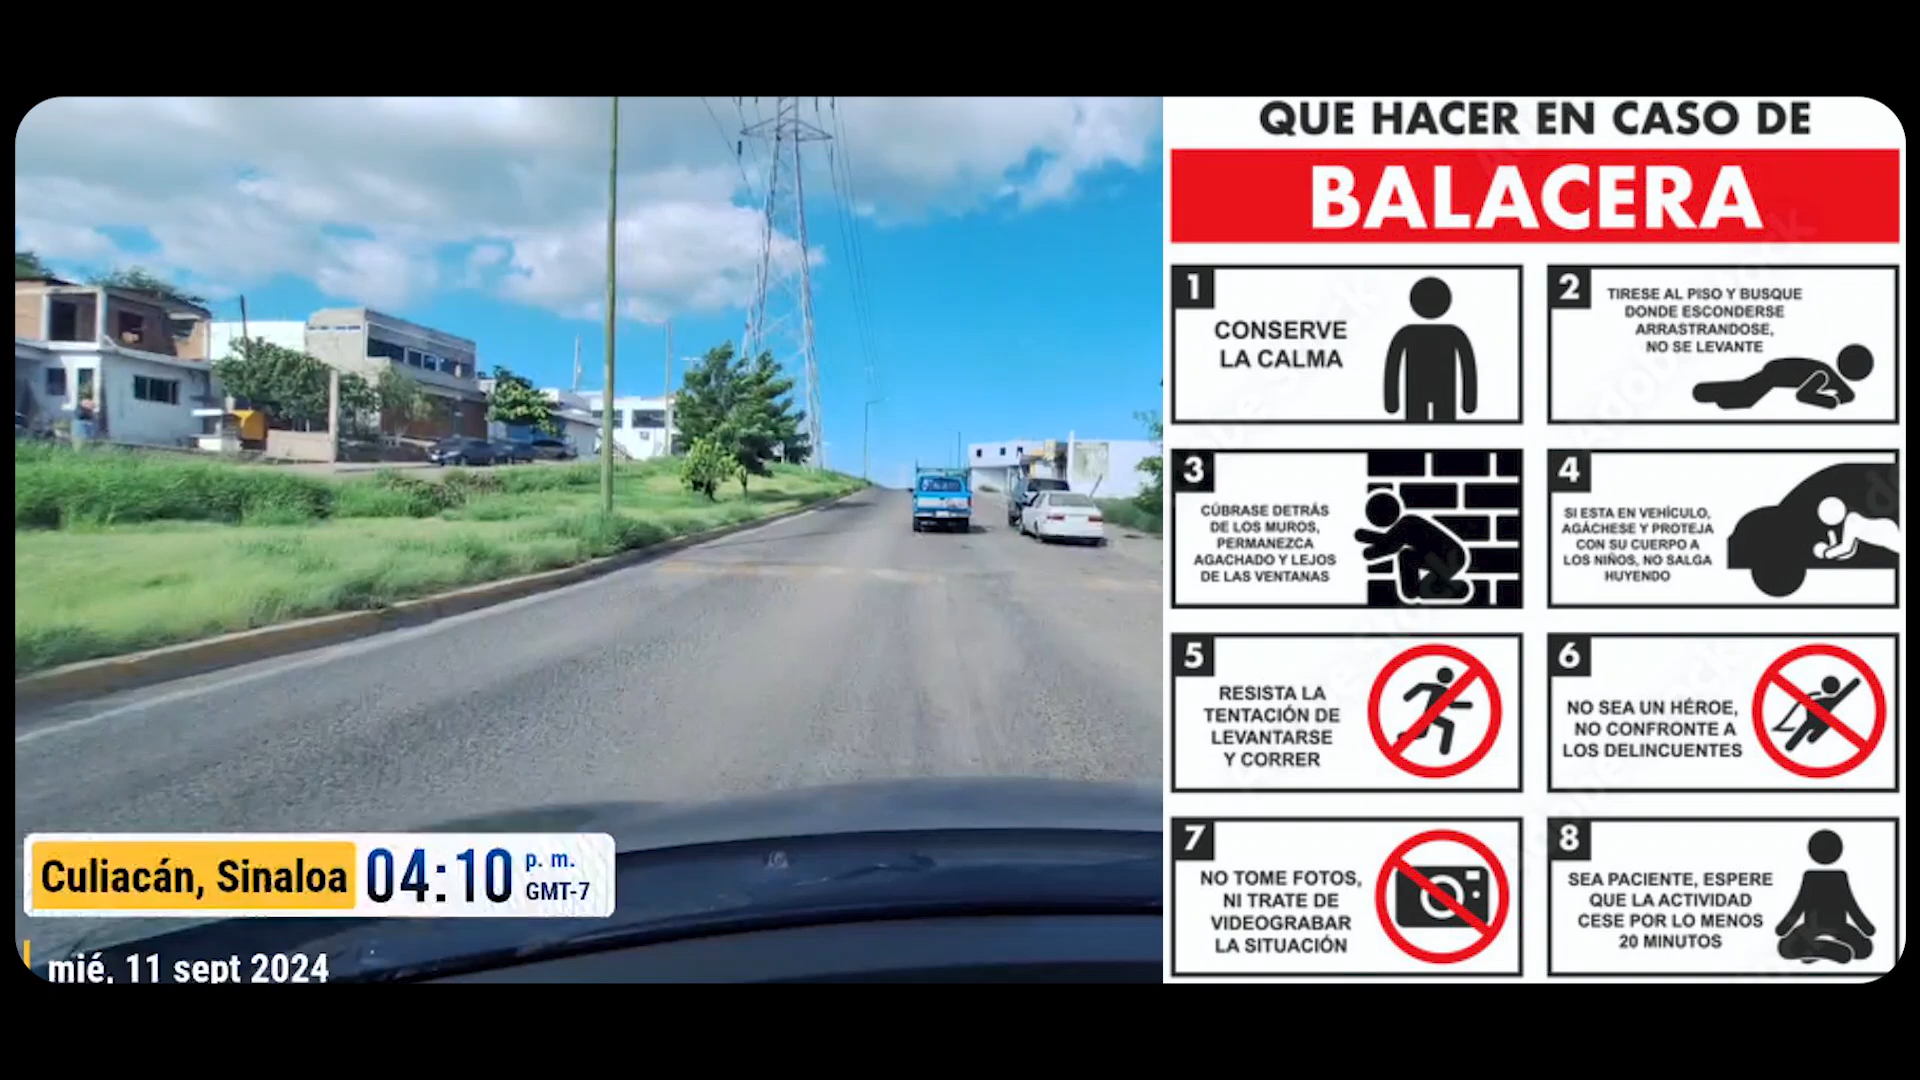 Culiacán, Sinaloa
04:10
p. m.
GMT-7
mié, 11 sept 2024
QUE HACER EN CASO DE
BALACERA
1
CONSERVE
LA CALMA
2
TIRESE AL PISO Y BUSQUE
DONDE ESCONDERSE
ARRASTRANDOSE,
NO SE LEVANTE
3
CÚBRASE DETRÁS
DE LOS MUROS,
PERMANEZCA
AGACHADO Y LEJOS
DE LAS VENTANAS
4
SI ESTA EN VEHÍCULO,
AGÁCHESE Y PROTEJA
CON SU CUERPO A
LOS NIÑOS, NO SALGA
HUYENDO
5
RESISTA LA
TENTACIÓN DE
LEVANTARSE
Y CORRER
6
NO SEA UN HÉROE,
NO CONFRONTE A
LOS DELINCUENTES
7
NO TOME FOTOS,
NI TRATE DE
VIDEOGRABAR
LA SITUACIÓN
8
SEA PACIENTE, ESPERE
QUE LA ACTIVIDAD
CESE POR LO MENOS
20 MINUTOS